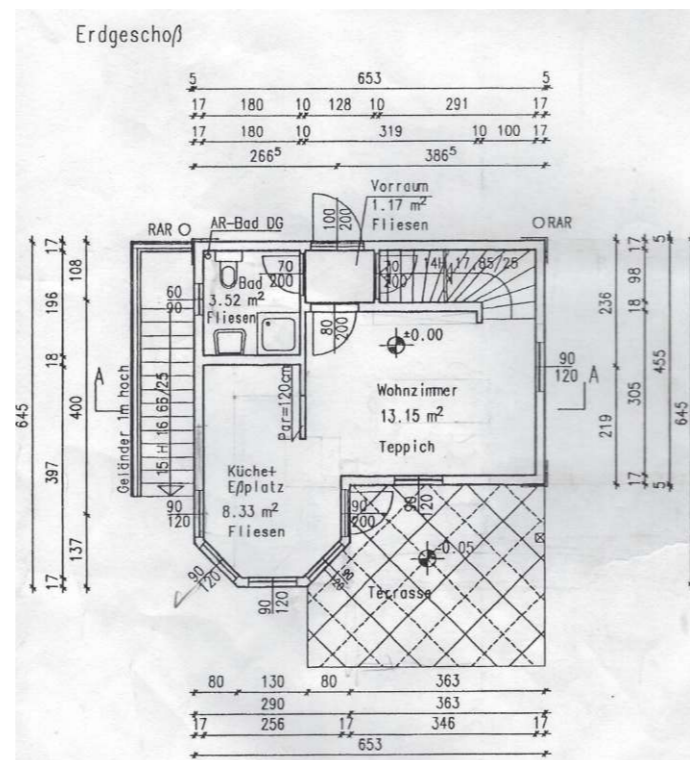 Erdgeschoß
5 653 5
17 180 10 128 10 291 17
17 180 10 319 10 100 17
266⁵ 386⁵
Vorraum
1.17 m²
Fliesen
RAR
AR-Bad DG
100
200
RAR
70
200
Bad
3.52 m²
Fliesen
60
90
14H 17,85/25
80
200
±0.00
Wohnzimmer
13.15 m²
Teppich
Par=120cm
Geländer 1m hoch
15 H 16 66/25
A
A
90
120
Küche+
Eßplatz
8.33 m²
Fliesen
90
120
90
200
90
120
-0.05
Terrasse
90
120
90
120
645
17
196
18
397
17
108
400
137
236
219
17
98
18
305
17
5
455
5
645
80 130 80 363
290 363
17 256 17 346 17
653